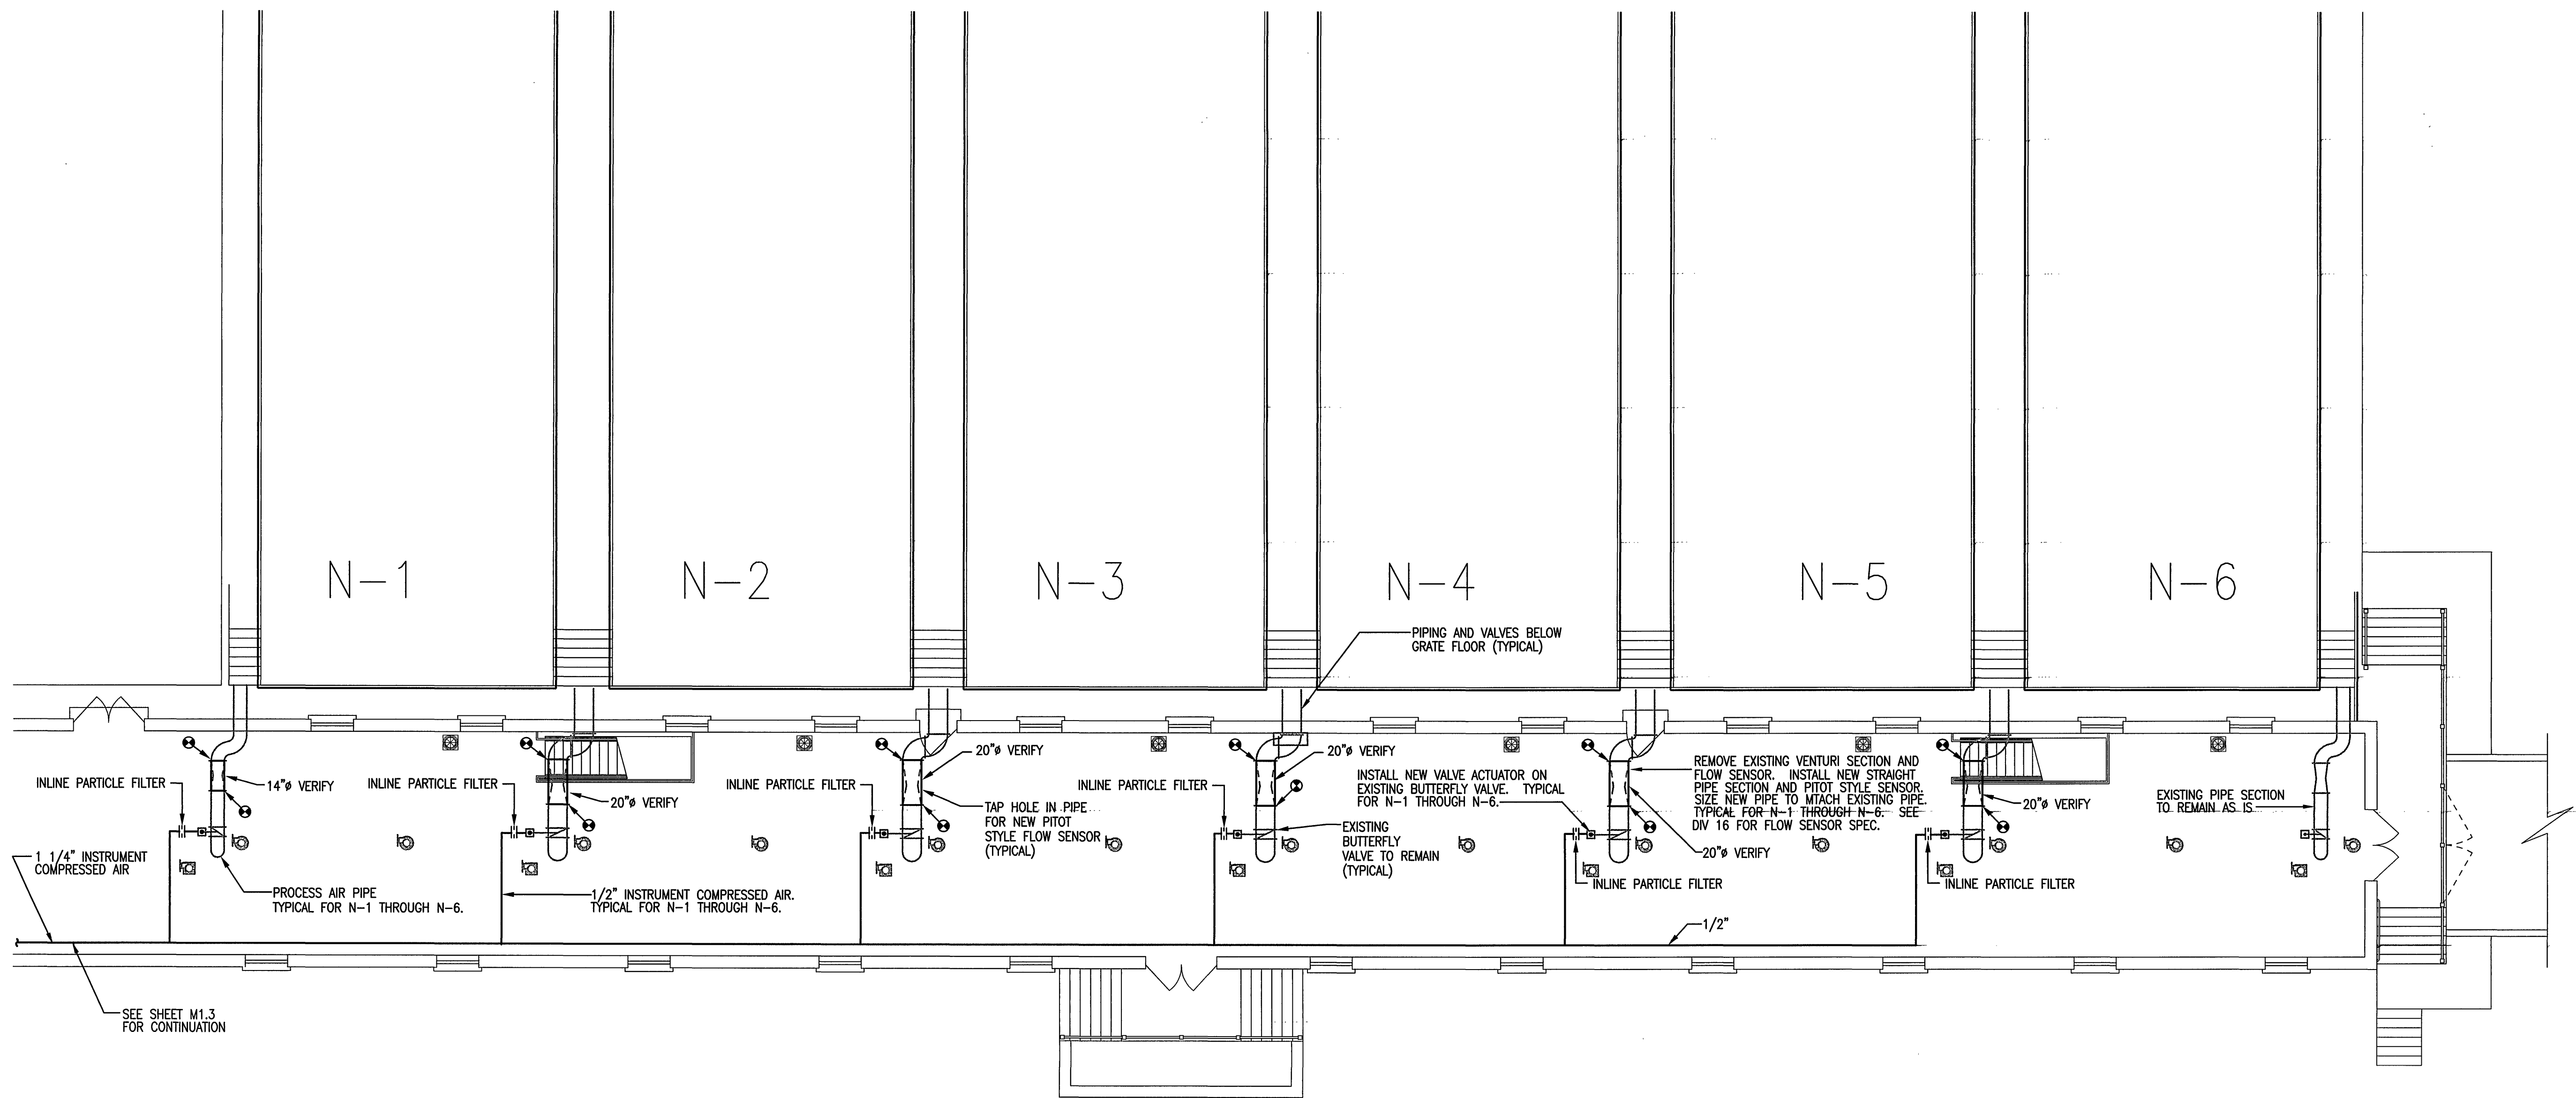 N-1
N-2
N-3
N-4
N-5
N-6
PIPING AND VALVES BELOW
GRATE FLOOR (TYPICAL)
INLINE PARTICLE FILTER
14"ø VERIFY
INLINE PARTICLE FILTER
20"ø VERIFY
INLINE PARTICLE FILTER
20"ø VERIFY
TAP HOLE IN PIPE
FOR NEW PITOT
STYLE FLOW SENSOR
(TYPICAL)
INLINE PARTICLE FILTER
20"ø VERIFY
INSTALL NEW VALVE ACTUATOR ON
EXISTING BUTTERFLY VALVE. TYPICAL
FOR N-1 THROUGH N-6.
EXISTING
BUTTERFLY
VALVE TO REMAIN
(TYPICAL)
REMOVE EXISTING VENTURI SECTION AND
FLOW SENSOR. INSTALL NEW STRAIGHT
PIPE SECTION AND PITOT STYLE SENSOR.
SIZE NEW PIPE TO MTACH EXISTING PIPE.
TYPICAL FOR N-1 THROUGH N-6. SEE
DIV 16 FOR FLOW SENSOR SPEC.
20"ø VERIFY
INLINE PARTICLE FILTER
20"ø VERIFY
INLINE PARTICLE FILTER
EXISTING PIPE SECTION
TO REMAIN AS IS
1 1/4" INSTRUMENT
COMPRESSED AIR
PROCESS AIR PIPE
TYPICAL FOR N-1 THROUGH N-6.
1/2" INSTRUMENT COMPRESSED AIR.
TYPICAL FOR N-1 THROUGH N-6.
1/2"
SEE SHEET M1.3
FOR CONTINUATION